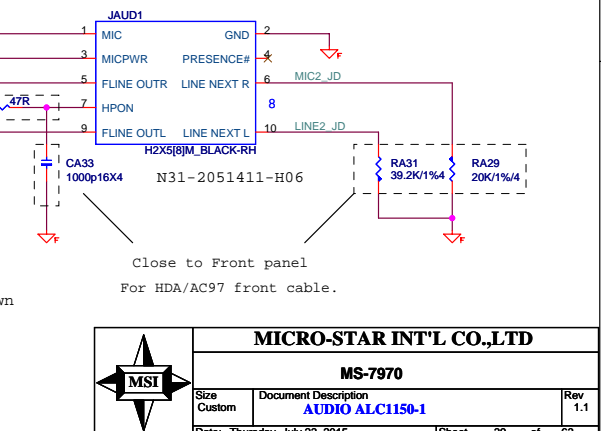 JAUD1
1 MIC GND 2
3 MICPWR PRESENCE# 4
5 FLINE OUTR LINE NEXT R 6 MIC2_JD
47R 7 HPON 8
9 FLINE OUTL LINE NEXT L 10 LINE2_JD
H2X5[8]M_BLACK-RH
N31-2051411-H06
F
CA33
1000p16X4
RA31
39.2K/1%4
RA29
20K/1%/4
F
F
Close to Front panel
For HDA/AC97 front cable.
wn
MICRO-STAR INT'L CO.,LTD
MSI
MS-7970
Size
Custom
Document Description
AUDIO ALC1150-1
Rev
1.1